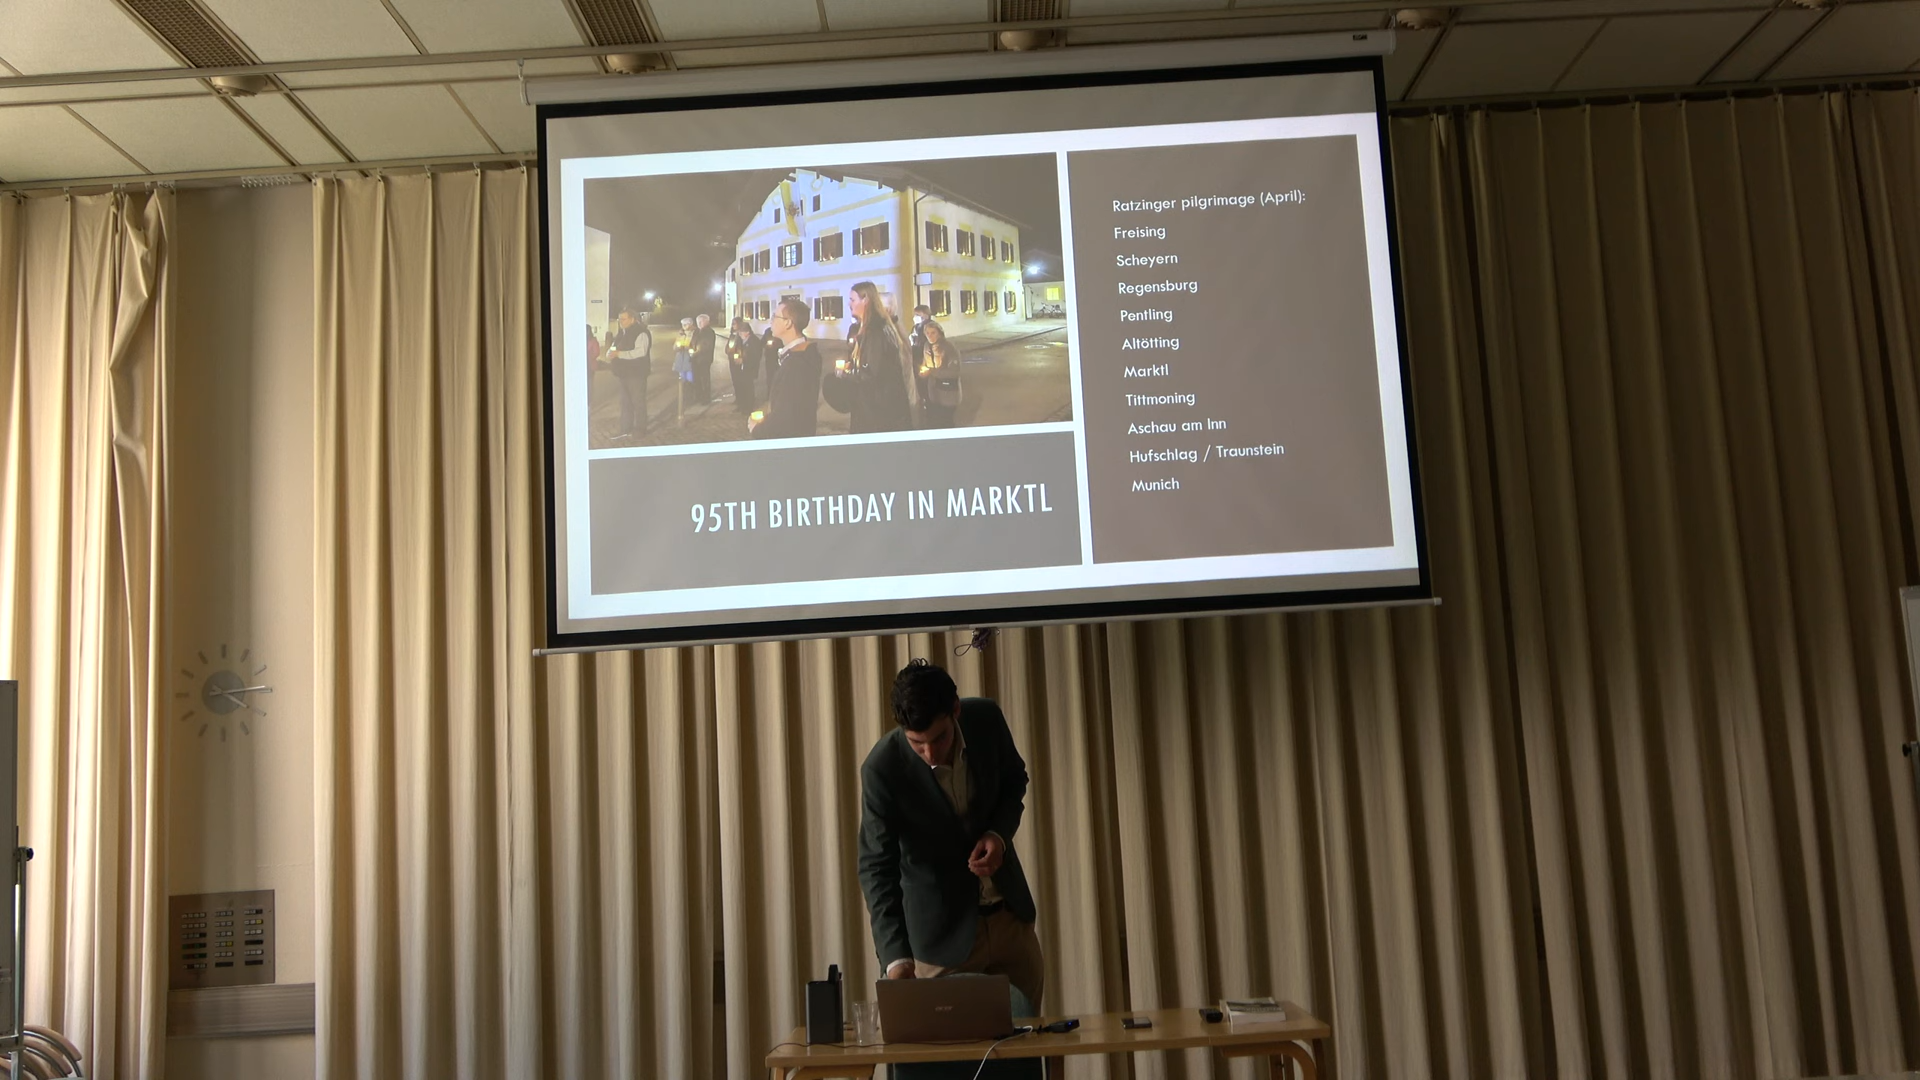 95TH BIRTHDAY IN MARKTL
Ratzinger pilgrimage (April):
Freising
Scheyern
Regensburg
Pentling
Altötting
Marktl
Tittmoning
Aschau am Inn
Hufschlag / Traunstein
Munich
acer